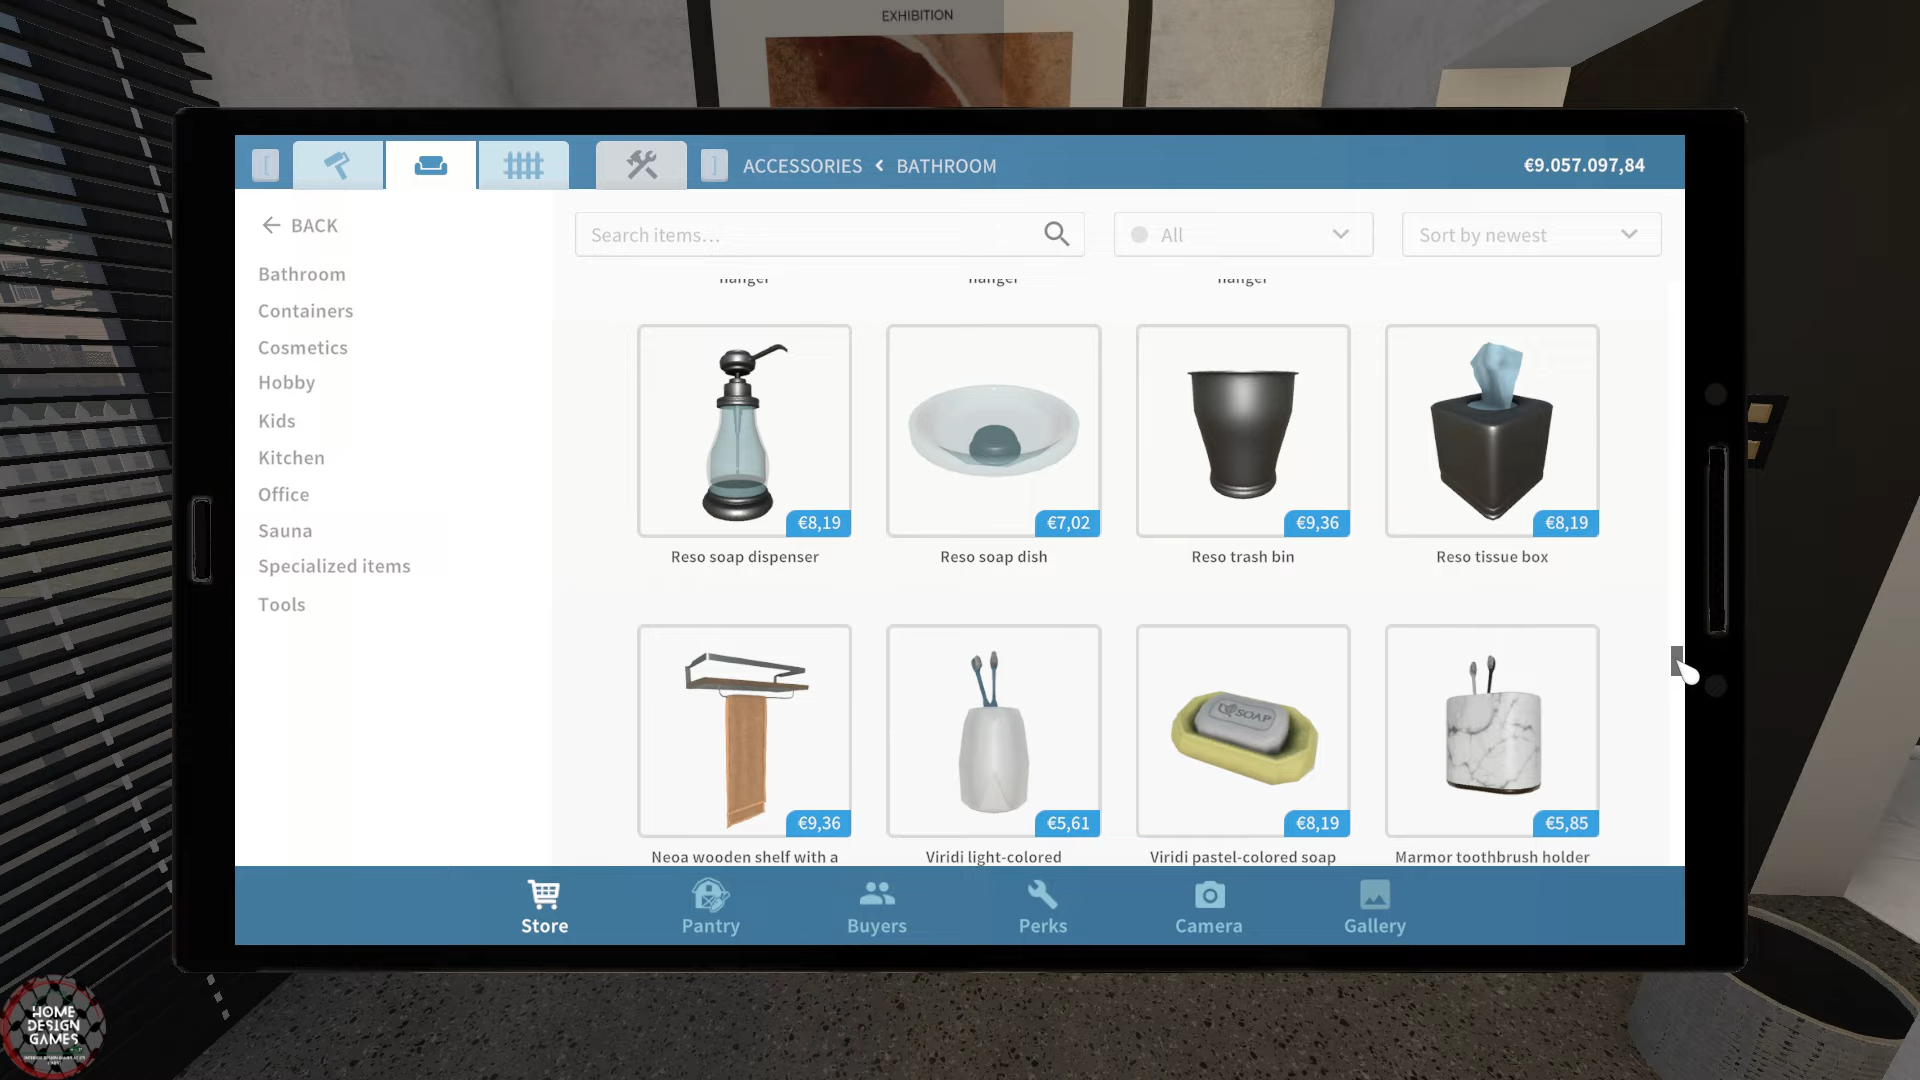 EXHIBITION
ACCESSORIES < BATHROOM
€9.057.097,84
BACK
Search items...
All
Sort by newest
Bathroom
Containers
Cosmetics
Hobby
Kids
Kitchen
Office
Sauna
Specialized items
Tools
hanger
hanger
hanger
€8,19
€7,02
€9,36
€8,19
Reso soap dispenser
Reso soap dish
Reso trash bin
Reso tissue box
SOAP
€9,36
€5,61
€8,19
€5,85
Neoa wooden shelf with a
Viridi light-colored
Viridi pastel-colored soap
Marmor toothbrush holder
Store
Pantry
Buyers
Perks
Camera
Gallery
HOME
DESIGN
GAMES